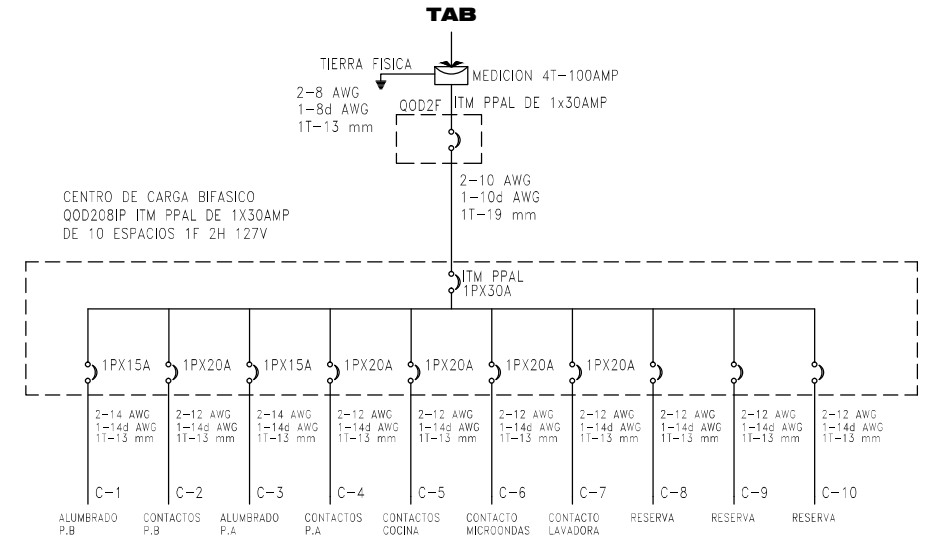 TAB
TIERRA FISICA
MEDICION 4T-100AMP
2-8 AWG
1-8d AWG
1T-13 mm
QOD2F
ITM PPAL DE 1x30AMP
2-10 AWG
1-10d AWG
1T-19 mm
CENTRO DE CARGA BIFASICO
QOD208IP ITM PPAL DE 1X30AMP
DE 10 ESPACIOS 1F 2H 127V
ITM PPAL
1PX30A
1PX15A 1PX20A 1PX15A 1PX20A 1PX20A 1PX20A 1PX20A
2-14 AWG 2-12 AWG 2-14 AWG 2-12 AWG 2-12 AWG 2-12 AWG 2-12 AWG 2-12 AWG 2-12 AWG 2-12 AWG
1-14d AWG 1-14d AWG 1-14d AWG 1-14d AWG 1-14d AWG 1-14d AWG 1-14d AWG 1-14d AWG 1-14d AWG 1-14d AWG
1T-13 mm 1T-13 mm 1T-13 mm 1T-13 mm 1T-13 mm 1T-13 mm 1T-13 mm 1T-13 mm 1T-13 mm 1T-13 mm
C-1 C-2 C-3 C-4 C-5 C-6 C-7 C-8 C-9 C-10
ALUMBRADO CONTACTOS ALUMBRADO CONTACTOS CONTACTOS CONTACTO CONTACTO RESERVA RESERVA RESERVA
P.B P.B P.A P.A COCINA MICROONDAS LAVADORA